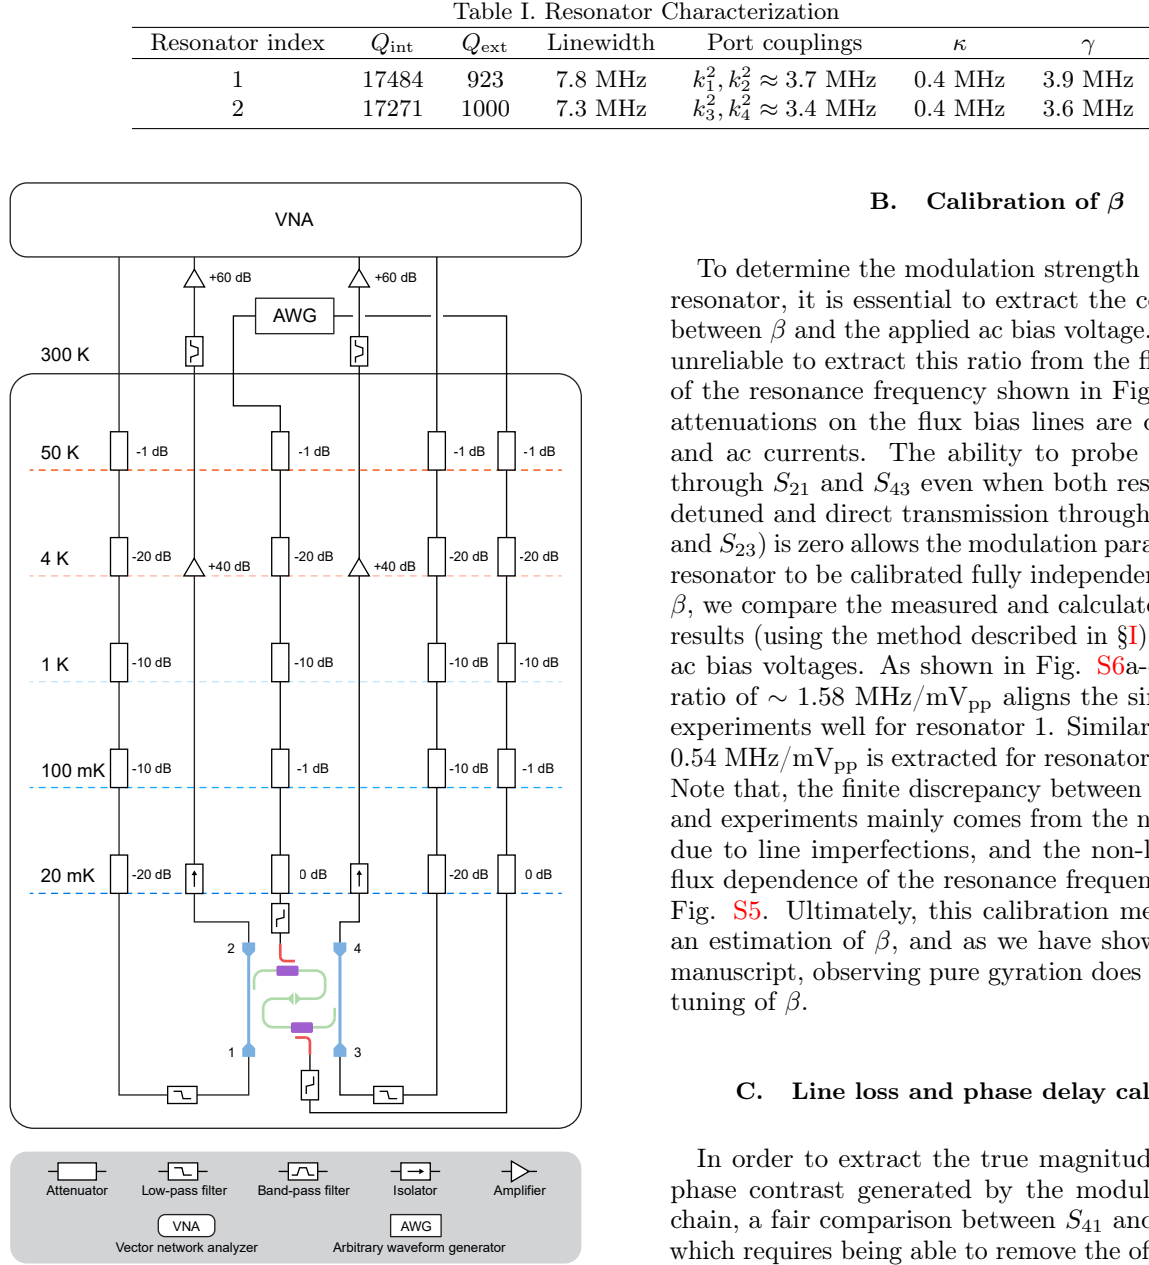 Table I. Resonator Characterization
Resonator index Q_int Q_ext Linewidth Port couplings κ γ
1 17484 923 7.8 MHz k_1^2, k_2^2 ≈ 3.7 MHz 0.4 MHz 3.9 MHz
2 17271 1000 7.3 MHz k_3^2, k_4^2 ≈ 3.4 MHz 0.4 MHz 3.6 MHz
VNA
+60 dB +60 dB
AWG
300 K
50 K -1 dB -1 dB -1 dB -1 dB
4 K -20 dB +40 dB -20 dB +40 dB -20 dB -20 dB
1 K -10 dB -10 dB -10 dB -10 dB
100 mK -10 dB -1 dB -10 dB -1 dB
20 mK -20 dB 0 dB -20 dB 0 dB
2 4
1 3
Attenuator Low-pass filter Band-pass filter Isolator Amplifier
VNA AWG
Vector network analyzer Arbitrary waveform generator
B. Calibration of β
To determine the modulation strength
resonator, it is essential to extract the c
between β and the applied ac bias voltage.
unreliable to extract this ratio from the fl
of the resonance frequency shown in Fig
attenuations on the flux bias lines are
and ac currents. The ability to probe
through S_21 and S_43 even when both res
detuned and direct transmission through
and S_23) is zero allows the modulation para
resonator to be calibrated fully independen
β, we compare the measured and calculate
results (using the method described in §I)
ac bias voltages. As shown in Fig. S6a-
ratio of ∼ 1.58 MHz/mV_pp aligns the sim
experiments well for resonator 1. Similar
0.54 MHz/mV_pp is extracted for resonator
Note that, the finite discrepancy between
and experiments mainly comes from the n
due to line imperfections, and the non-l
flux dependence of the resonance frequen
Fig. S5. Ultimately, this calibration me
an estimation of β, and as we have show
manuscript, observing pure gyration does
tuning of β.
C. Line loss and phase delay cal
In order to extract the true magnitud
phase contrast generated by the modul
chain, a fair comparison between S_41 and
which requires being able to remove the of